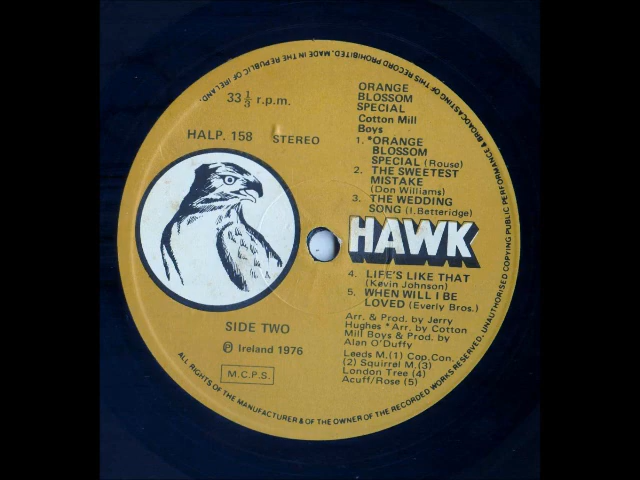 ALL RIGHTS OF THE MANUFACTURER & OF THE OWNER OF THE RECORDED WORKS RESERVED. UNAUTHORISED COPYING PUBLIC PERFORMANCE & BROADCASTING OF THIS RECORD PROHIBITED. MADE IN THE REPUBLIC OF IRELAND.
33 1/3 r.p.m.
HALP. 158 STEREO
SIDE TWO
℗ Ireland 1976
M.C.P.S.
ORANGE
BLOSSOM
SPECIAL
Cotton Mill
Boys
1. *ORANGE
BLOSSOM
SPECIAL (Rouse)
2. THE SWEETEST
MISTAKE
(Don Williams)
3. THE WEDDING
SONG (I.Betteridge)
HAWK
4. LIFE'S LIKE THAT
(Kevin Johnson)
5. WHEN WILL I BE
LOVED (Everly Bros.)
Arr. & Prod. by Jerry
Hughes * Arr. by Cotton
Mill Boys & Prod. by
Alan O'Duffy
Leeds M.(1) Cop.Con.
(2) Squirrel M.(3)
London Tree (4)
Acuff/Rose (5)